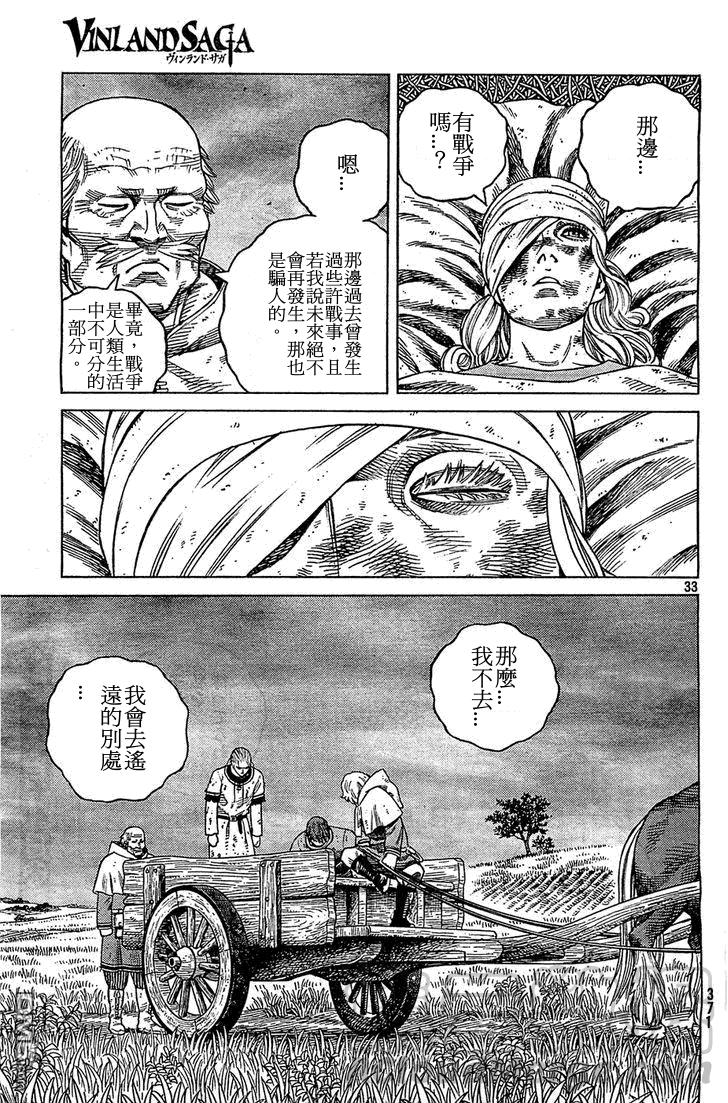 VINLAND SAGA
ヴィンランド・サガ
那邊…
有戰爭
嗎…？
嗯…
那邊過去曾發生
過些許戰事，且
若我說未來絕不
會再發生，那也
是騙人的。
畢竟，戰爭
是人類生活
中不可分的
一部分。
33
那麼…
我不去…
我會去遙
遠的別處
…
371